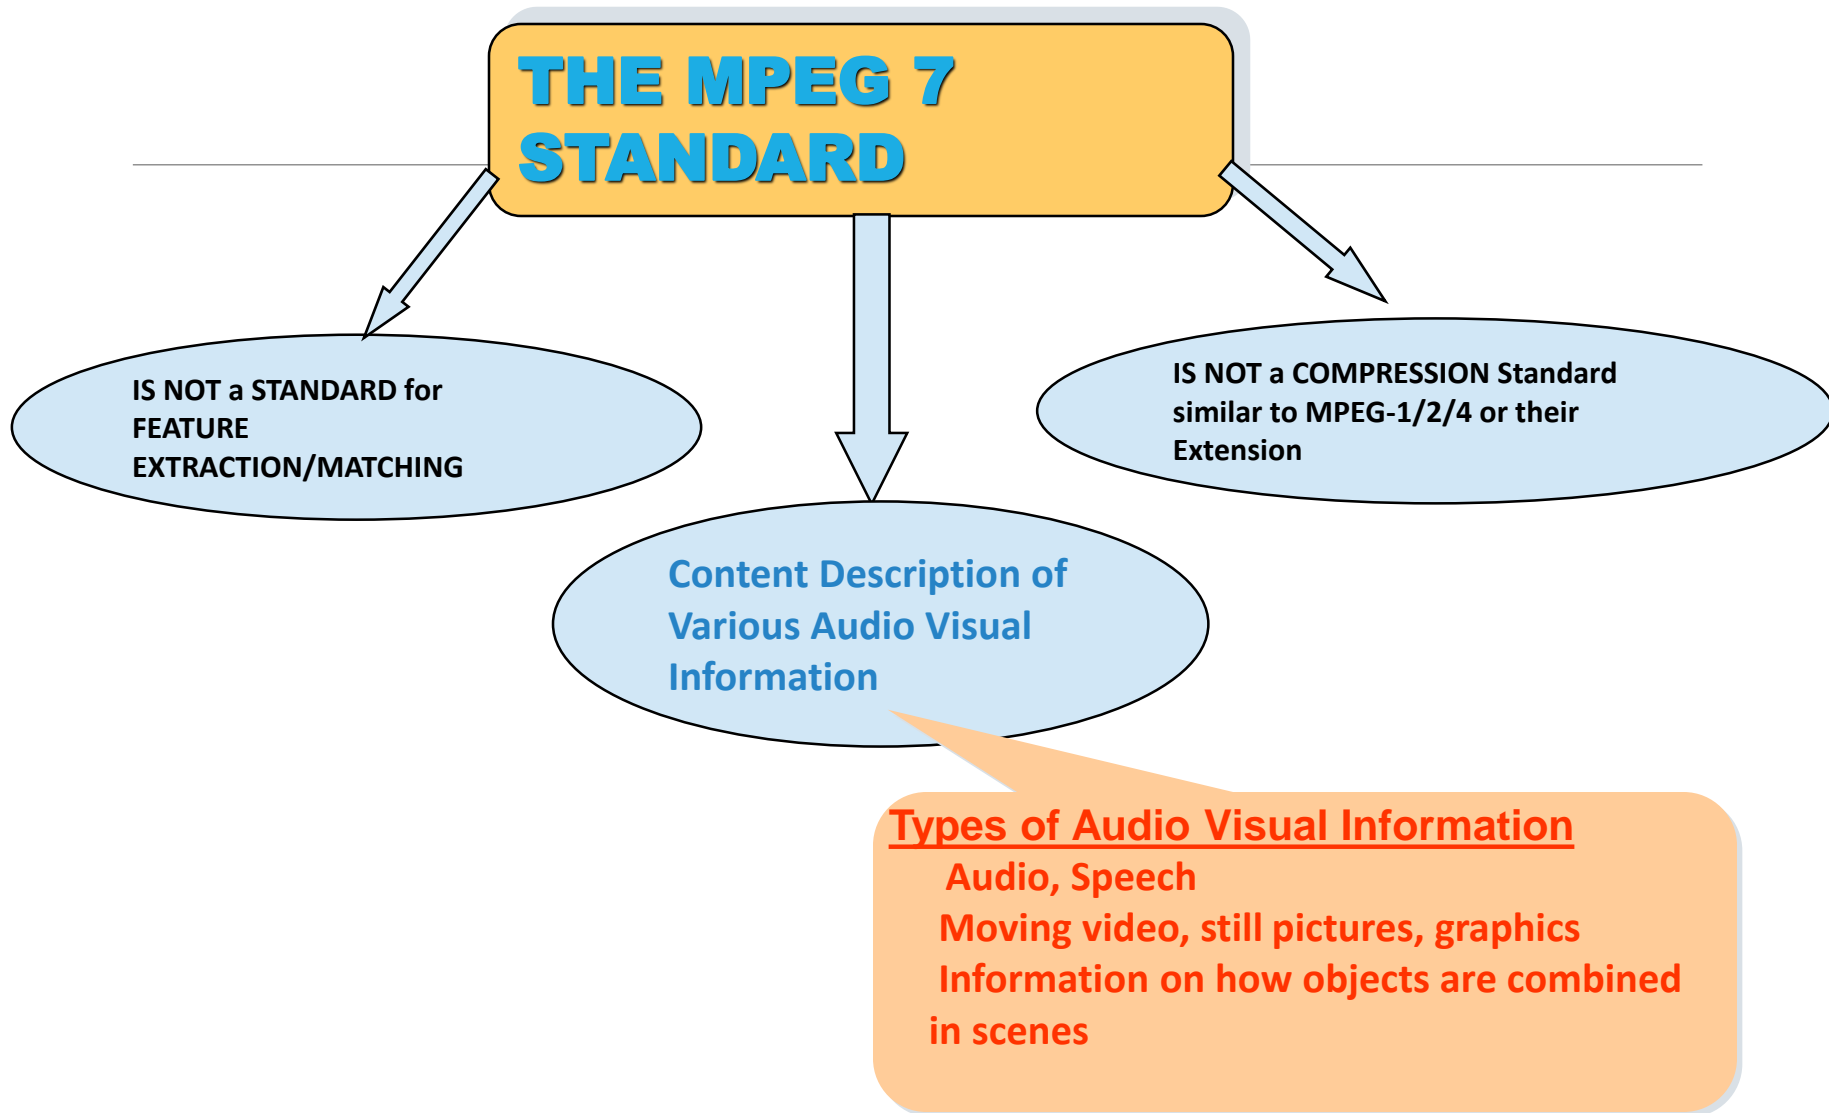 THE MPEG 7
STANDARD
IS NOT a STANDARD for
FEATURE
EXTRACTION/MATCHING
IS NOT a COMPRESSION Standard
similar to MPEG-1/2/4 or their
Extension
Content Description of
Various Audio Visual
Information
Types of Audio Visual Information
Audio, Speech
Moving video, still pictures, graphics
Information on how objects are combined
in scenes